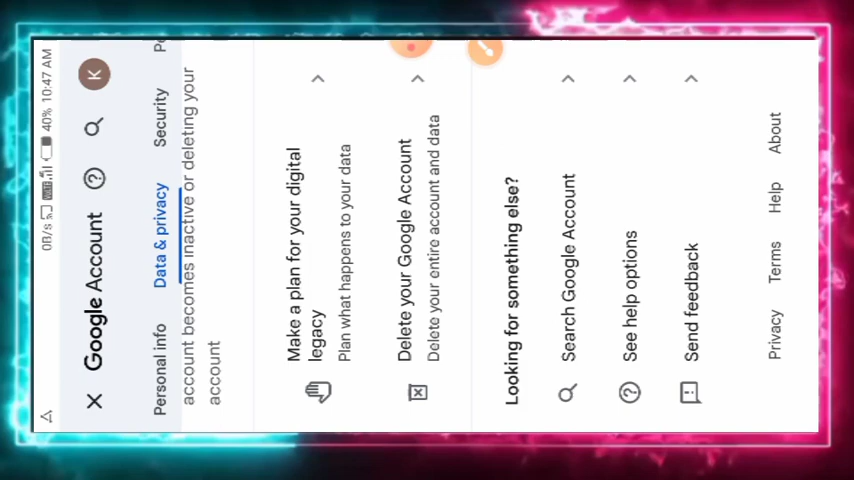 0B/s 40% 10:47 AM
Google Account K
Personal info Data & privacy Security
account becomes inactive or deleting your
account
Make a plan for your digital
legacy
Plan what happens to your data
Delete your Google Account
Delete your entire account and data
Looking for something else?
Search Google Account
See help options
Send feedback
Privacy Terms Help About